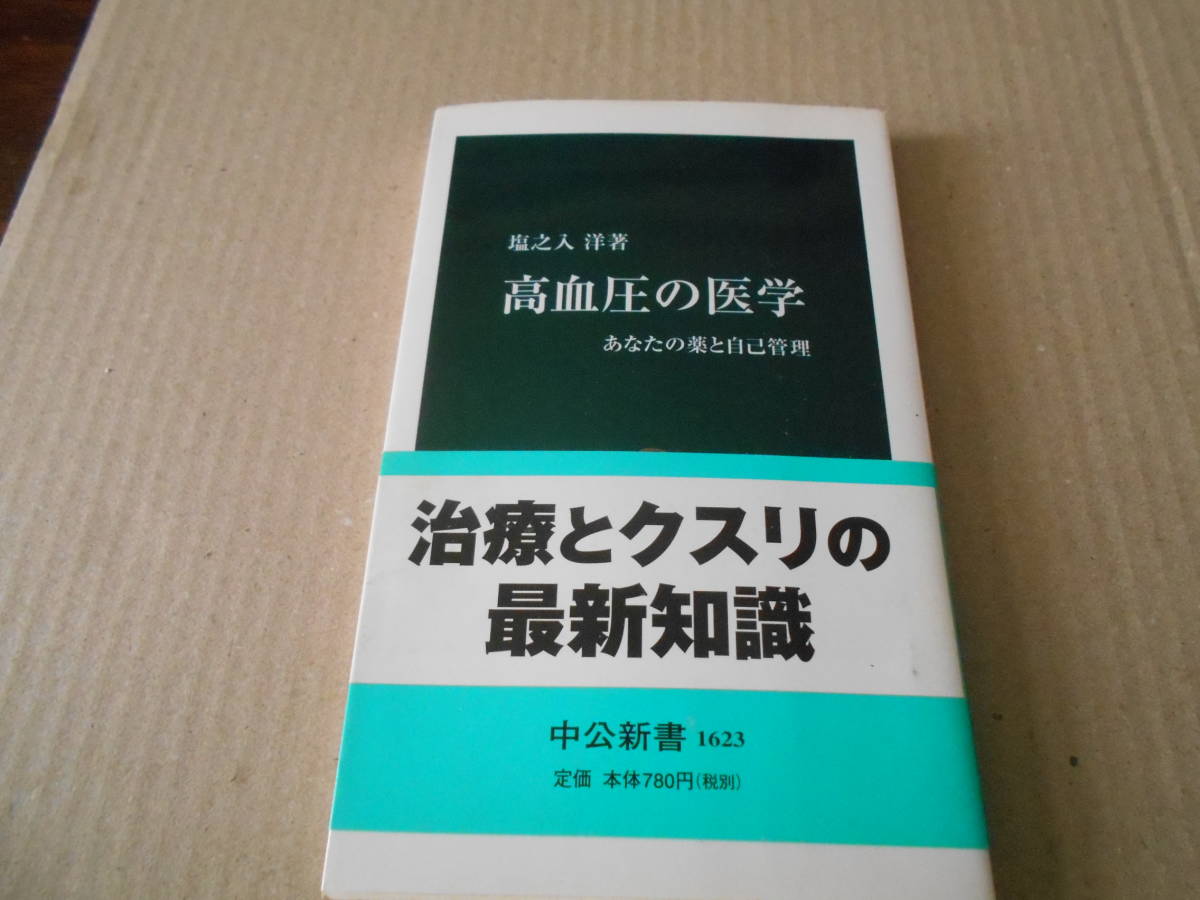 塩之入 洋著
高血圧の医学
あなたの薬と自己管理
治療とクスリの
最新知識
中公新書 1623
定価 本体780円(税別)